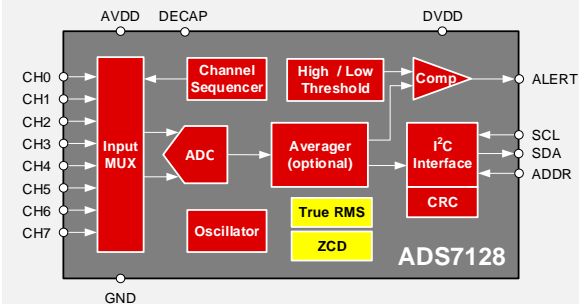 AVDD
DECAP
DVDD
CH0
CH1
CH2
CH3
CH4
CH5
CH6
CH7
Input
MUX
Channel
Sequencer
High / Low
Threshold
Comp
ALERT
ADC
Averager
(optional)
I²C
Interface
CRC
SCL
SDA
ADDR
Oscillator
True RMS
ZCD
ADS7128
GND